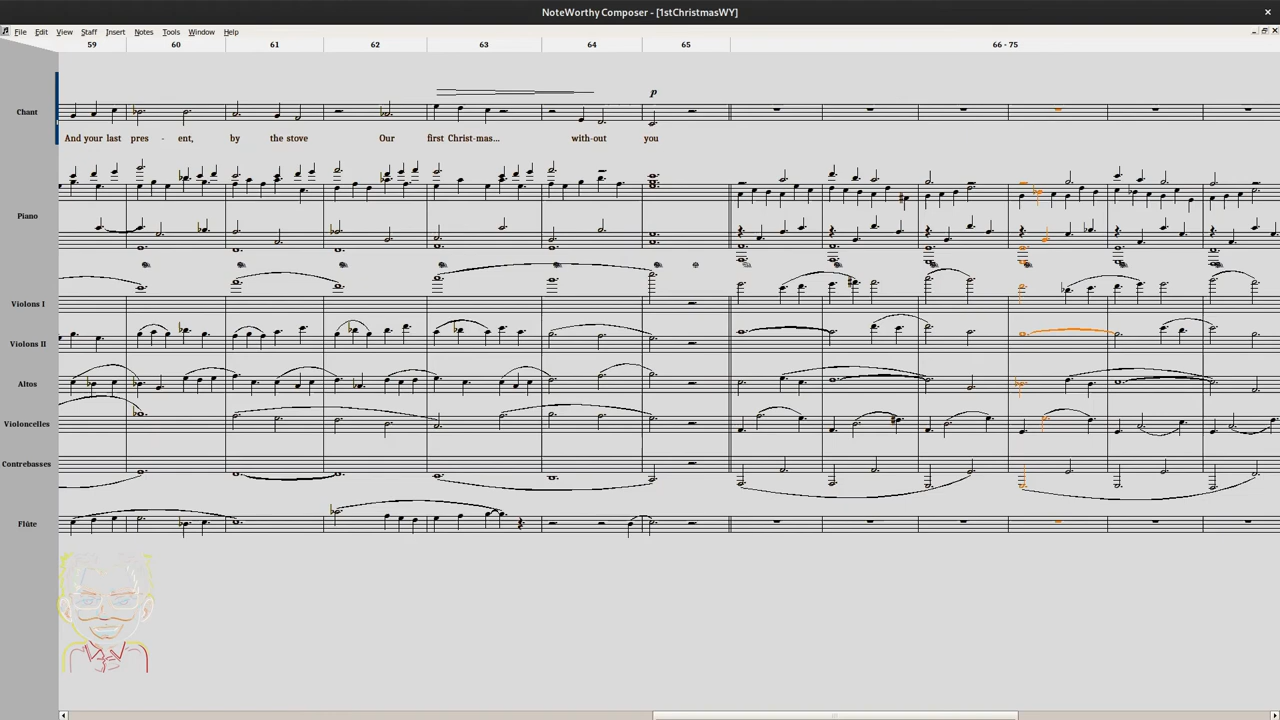 NoteWorthy Composer - [1stChristmasWY]
File Edit View Staff Insert Notes Tools Window Help
59 60 61 62 63 64 65 66 - 75
p
Chant
And your last pres - ent, by the stove Our first Christ-mas... with-out you
Piano
Violons I
Violons II
Altos
Violoncelles
Contrebasses
Flûte